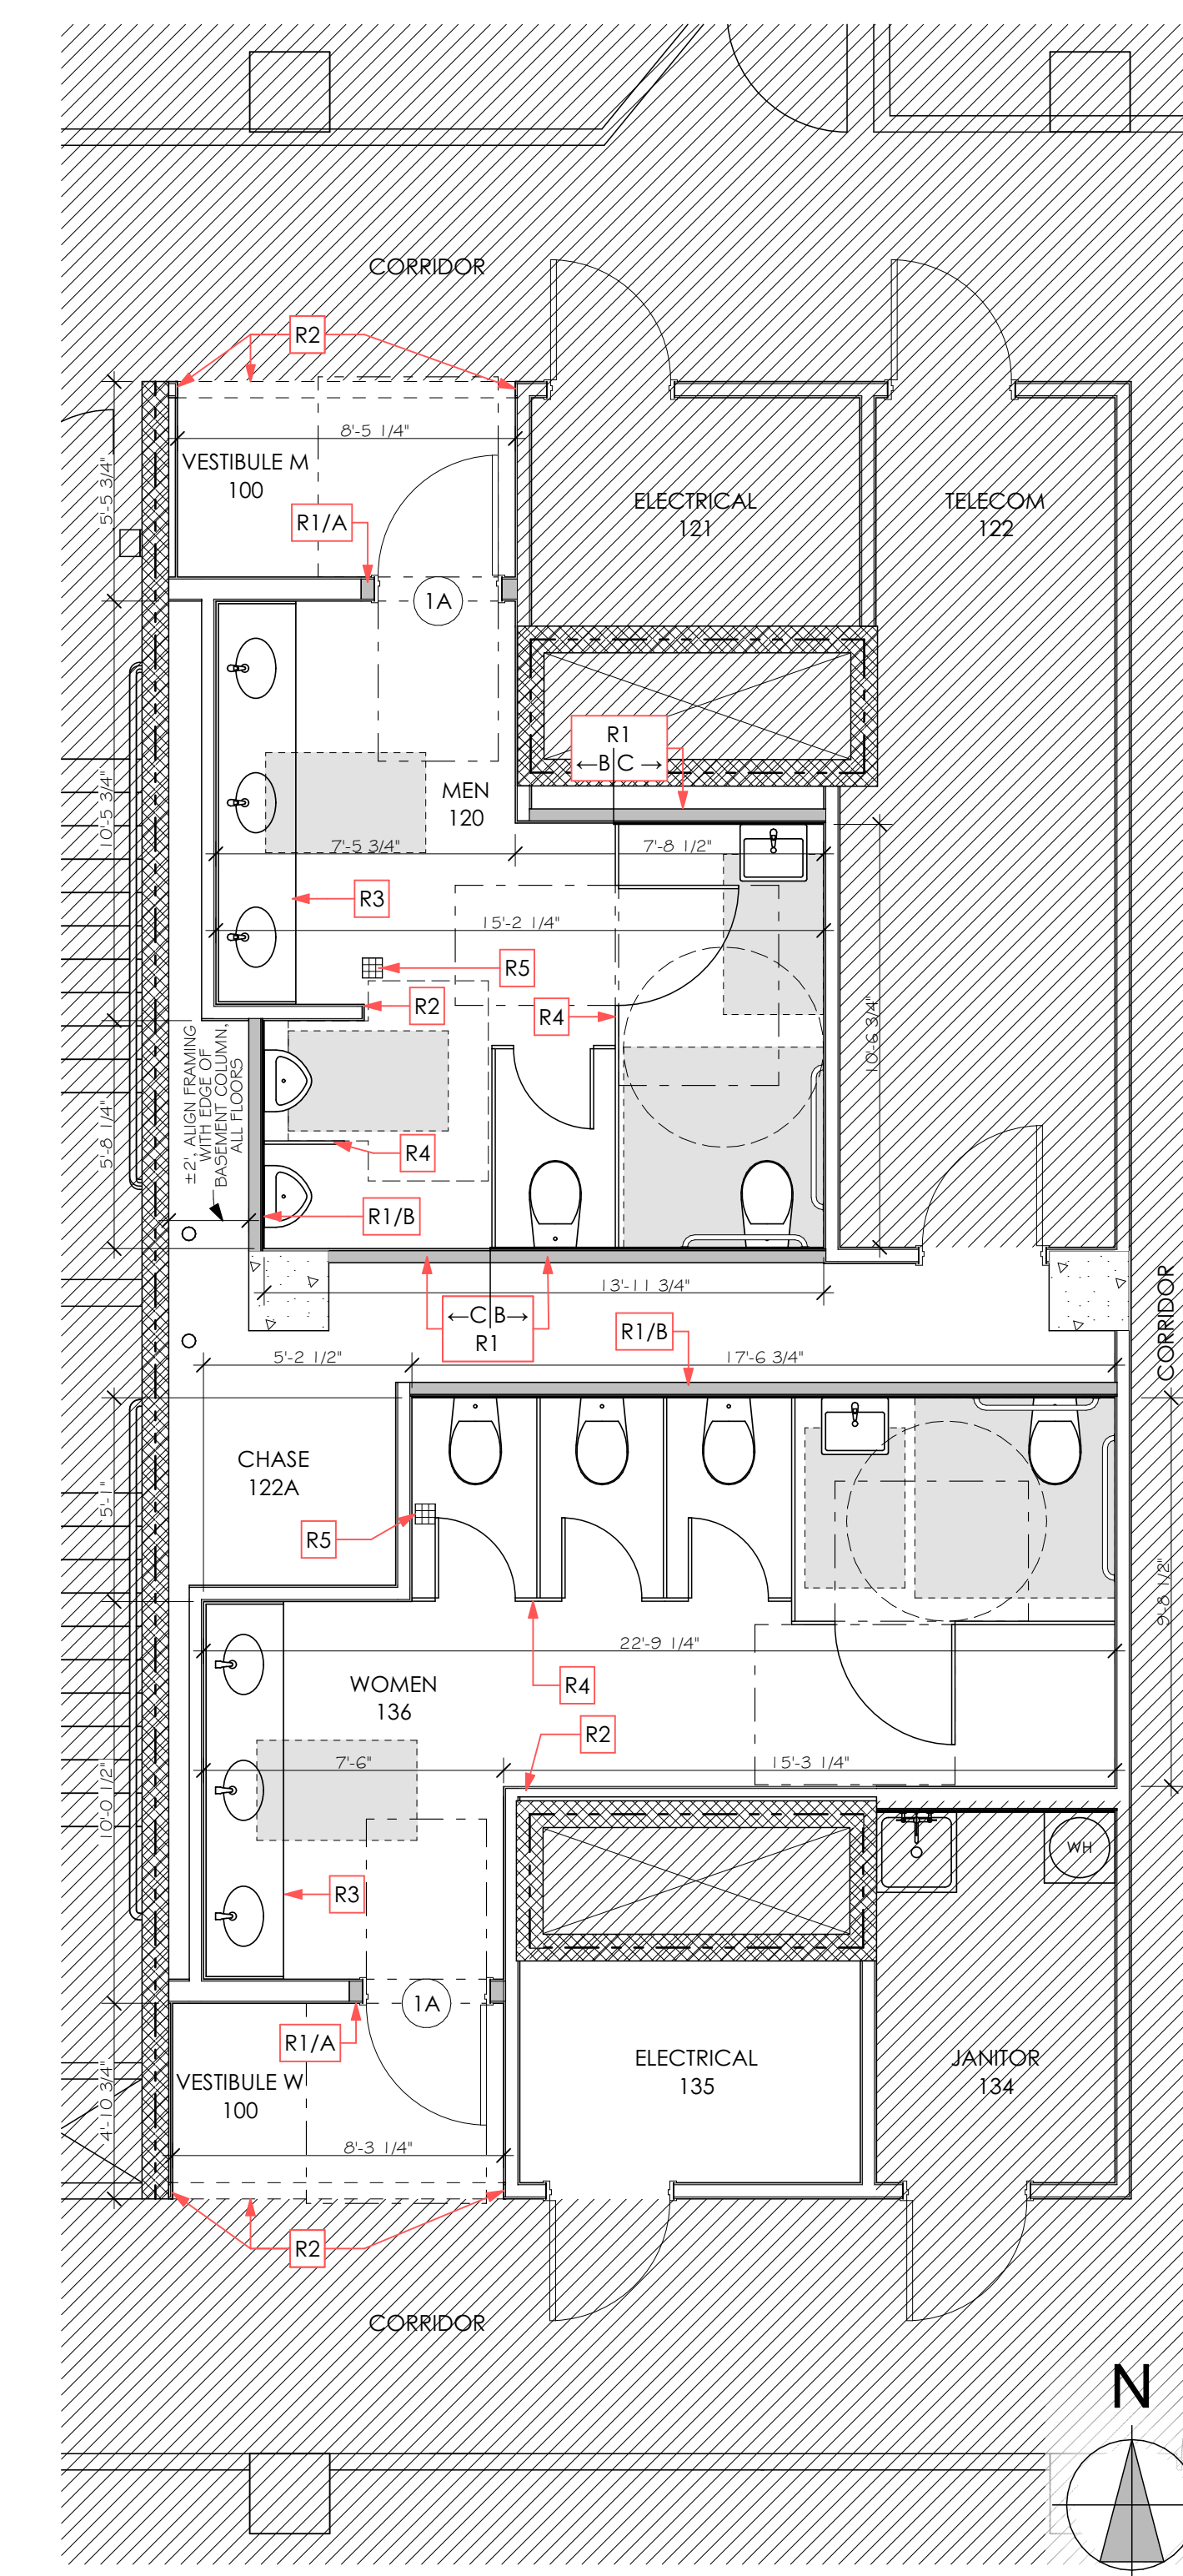 CORRIDOR
R2
8'-5 1/4"
VESTIBULE M
100
5'-5 3/4"
ELECTRICAL
121
TELECOM
122
R1/A
1A
R1
←B|C→
MEN
120
10'-5 3/4"
7'-5 3/4"
7'-8 1/2"
R3
15'-2 1/4"
R5
R2
R4
10'-6 3/4"
±2', ALIGN FRAMING
WITH EDGE OF
BASEMENT COLUMN,
ALL FLOORS
5'-8 1/4"
R4
R1/B
13'-11 3/4"
←C|B→
R1
R1/B
CORRIDOR
5'-2 1/2"
17'-6 3/4"
CHASE
122A
5'-1"
R5
9'-8 1/2"
22'-9 1/4"
WOMEN
136
R4
R2
7'-6"
15'-3 1/4"
10'-0 1/2"
WH
R3
1A
R1/A
ELECTRICAL
135
JANITOR
134
VESTIBULE W
100
4'-10 3/4"
8'-3 1/4"
R2
CORRIDOR
N